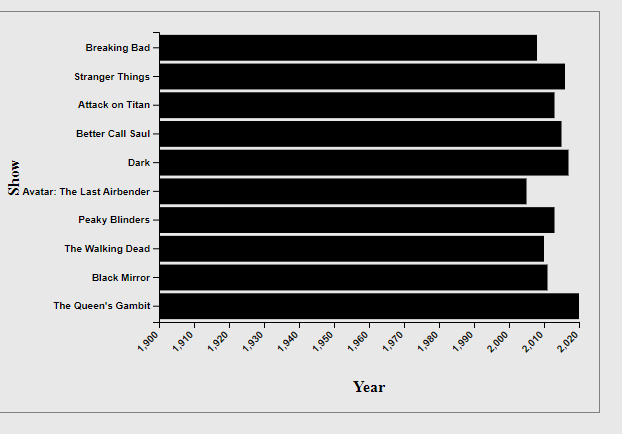 Breaking Bad
Stranger Things
Attack on Titan
Better Call Saul
Dark
Show
Avatar: The Last Airbender
Peaky Blinders
The Walking Dead
Black Mirror
The Queen's Gambit
1,900 1,910 1,920 1,930 1,940 1,950 1,960 1,970 1,980 1,990 2,000 2,010 2,020
Year